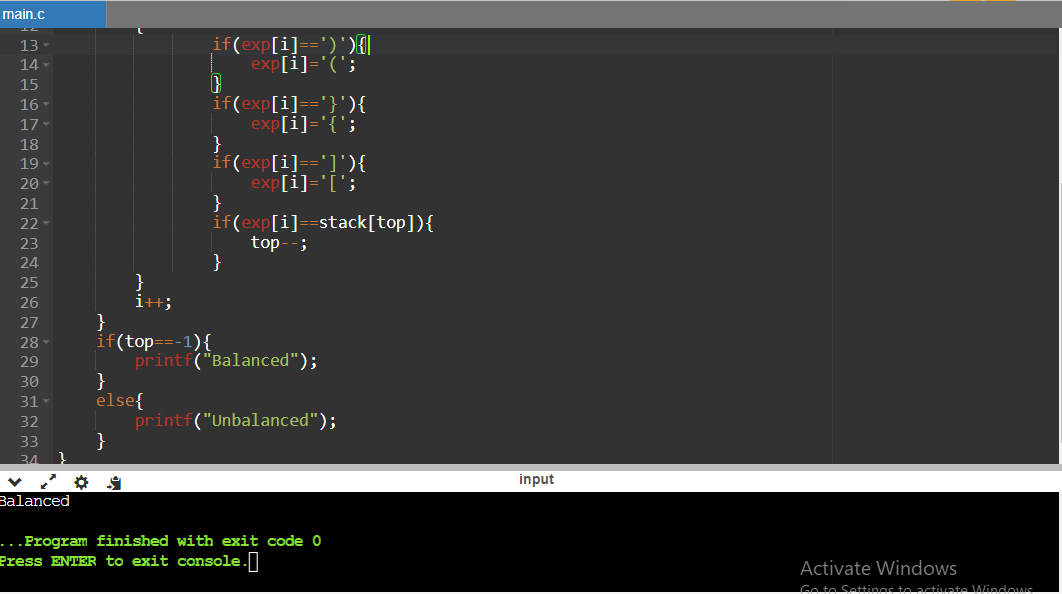 main.c
12 {
13 if(exp[i]==')'){
14 exp[i]='(';
15 }
16 if(exp[i]=='}'){
17 exp[i]='{';
18 }
19 if(exp[i]==']'){
20 exp[i]='[';
21 }
22 if(exp[i]==stack[top]){
23 top--;
24 }
25 }
26 i++;
27 }
28 if(top==-1){
29 printf("Balanced");
30 }
31 else{
32 printf("Unbalanced");
33 }
34 }
input
Balanced
...Program finished with exit code 0
Press ENTER to exit console.
Activate Windows
Go to Settings to activate Windows.